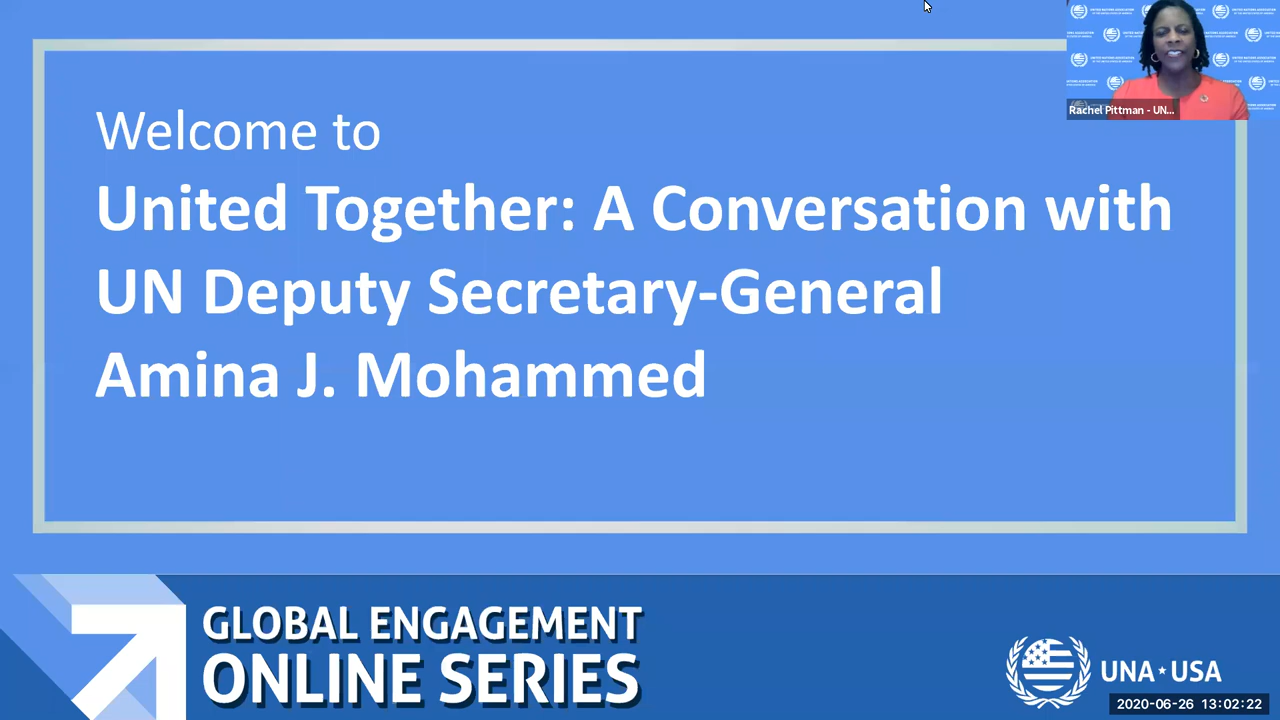 Welcome to
United Together: A Conversation with
UN Deputy Secretary-General
Amina J. Mohammed
Rachel Pittman - UN...
GLOBAL ENGAGEMENT
ONLINE SERIES
UNA★USA
2020-06-26 13:02:22